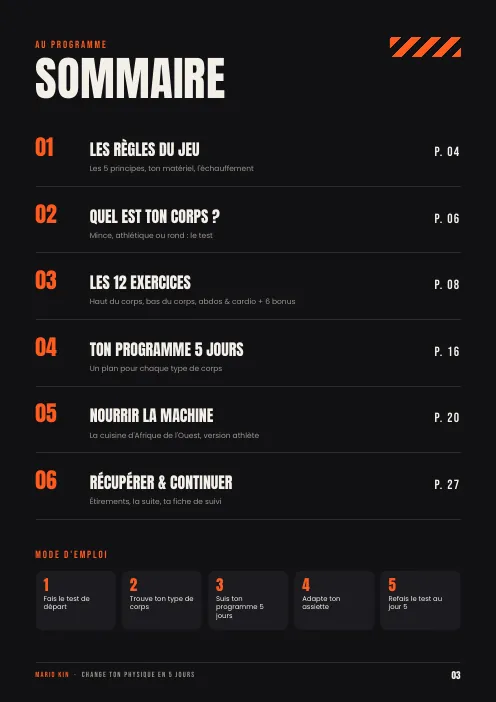 AU PROGRAMME
SOMMAIRE
01
LES RÈGLES DU JEU
P. 04
Les 5 principes, ton matériel, l'échauffement
02
QUEL EST TON CORPS ?
P. 06
Mince, athlétique ou rond : le test
03
LES 12 EXERCICES
P. 08
Haut du corps, bas du corps, abdos & cardio + 6 bonus
04
TON PROGRAMME 5 JOURS
P. 16
Un plan pour chaque type de corps
05
NOURRIR LA MACHINE
P. 20
La cuisine d'Afrique de l'Ouest, version athlète
06
RÉCUPÉRER & CONTINUER
P. 27
Étirements, la suite, ta fiche de suivi
MODE D'EMPLOI
1
Fais le test de
départ
2
Trouve ton type de
corps
3
Suis ton
programme 5
jours
4
Adapte ton
assiette
5
Refais le test au
jour 5
MARIO KIN · CHANGE TON PHYSIQUE EN 5 JOURS
03